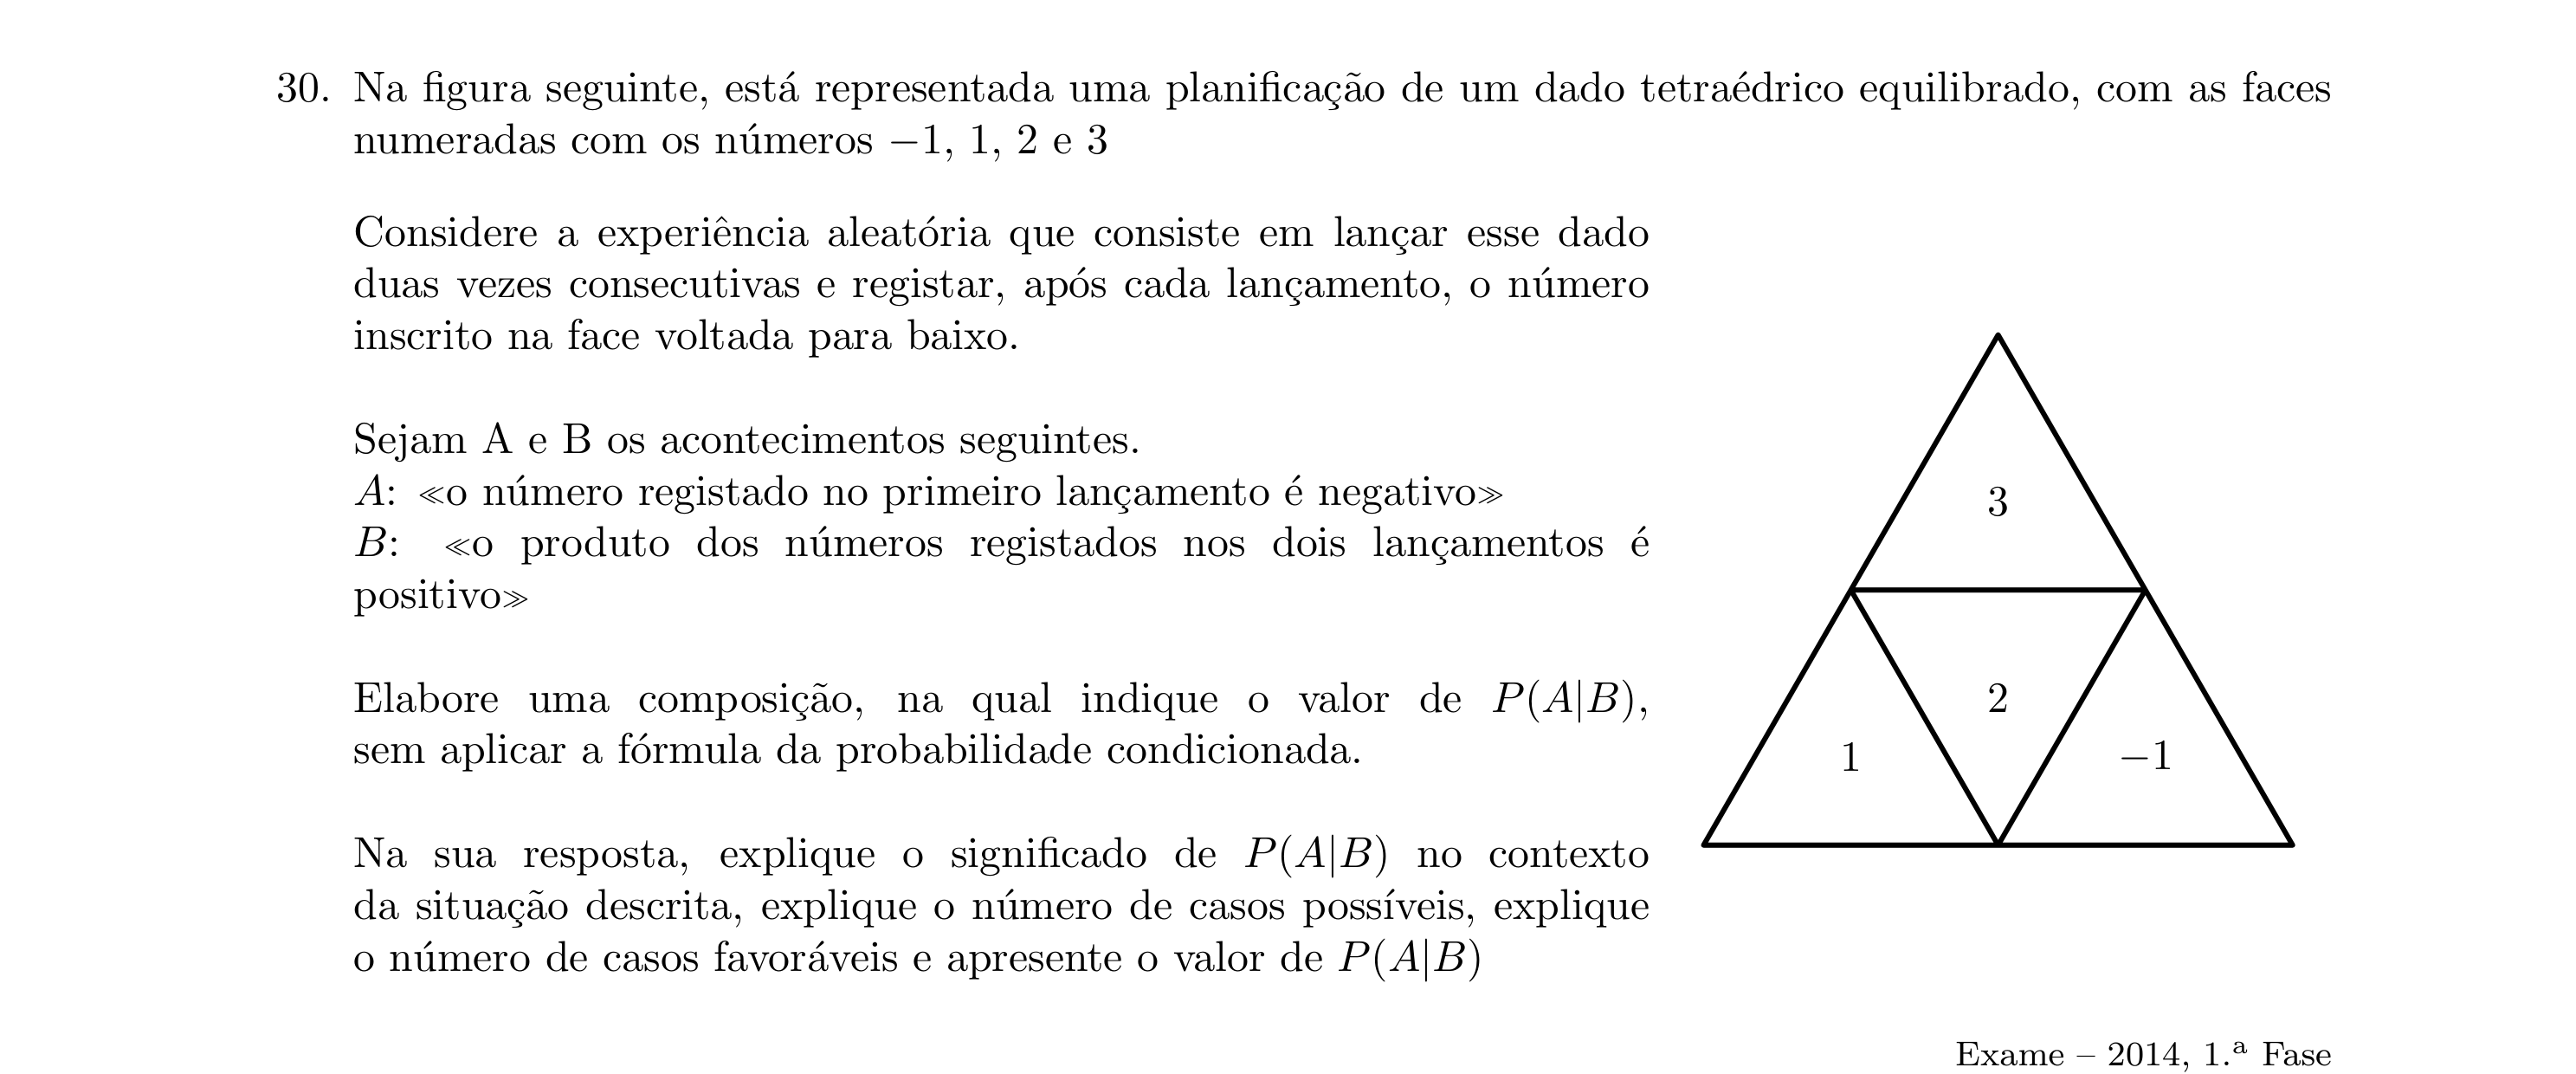 30. Na figura seguinte, está representada uma planificação de um dado tetraédrico equilibrado, com as faces
numeradas com os números −1, 1, 2 e 3
Considere a experiência aleatória que consiste em lançar esse dado
duas vezes consecutivas e registar, após cada lançamento, o número
inscrito na face voltada para baixo.
Sejam A e B os acontecimentos seguintes.
A: ≪o número registado no primeiro lançamento é negativo≫
B: ≪o produto dos números registados nos dois lançamentos é
positivo≫
Elabore uma composição, na qual indique o valor de P(A|B),
sem aplicar a fórmula da probabilidade condicionada.
Na sua resposta, explique o significado de P(A|B) no contexto
da situação descrita, explique o número de casos possíveis, explique
o número de casos favoráveis e apresente o valor de P(A|B)
3
2
1
−1
Exame – 2014, 1.ª Fase